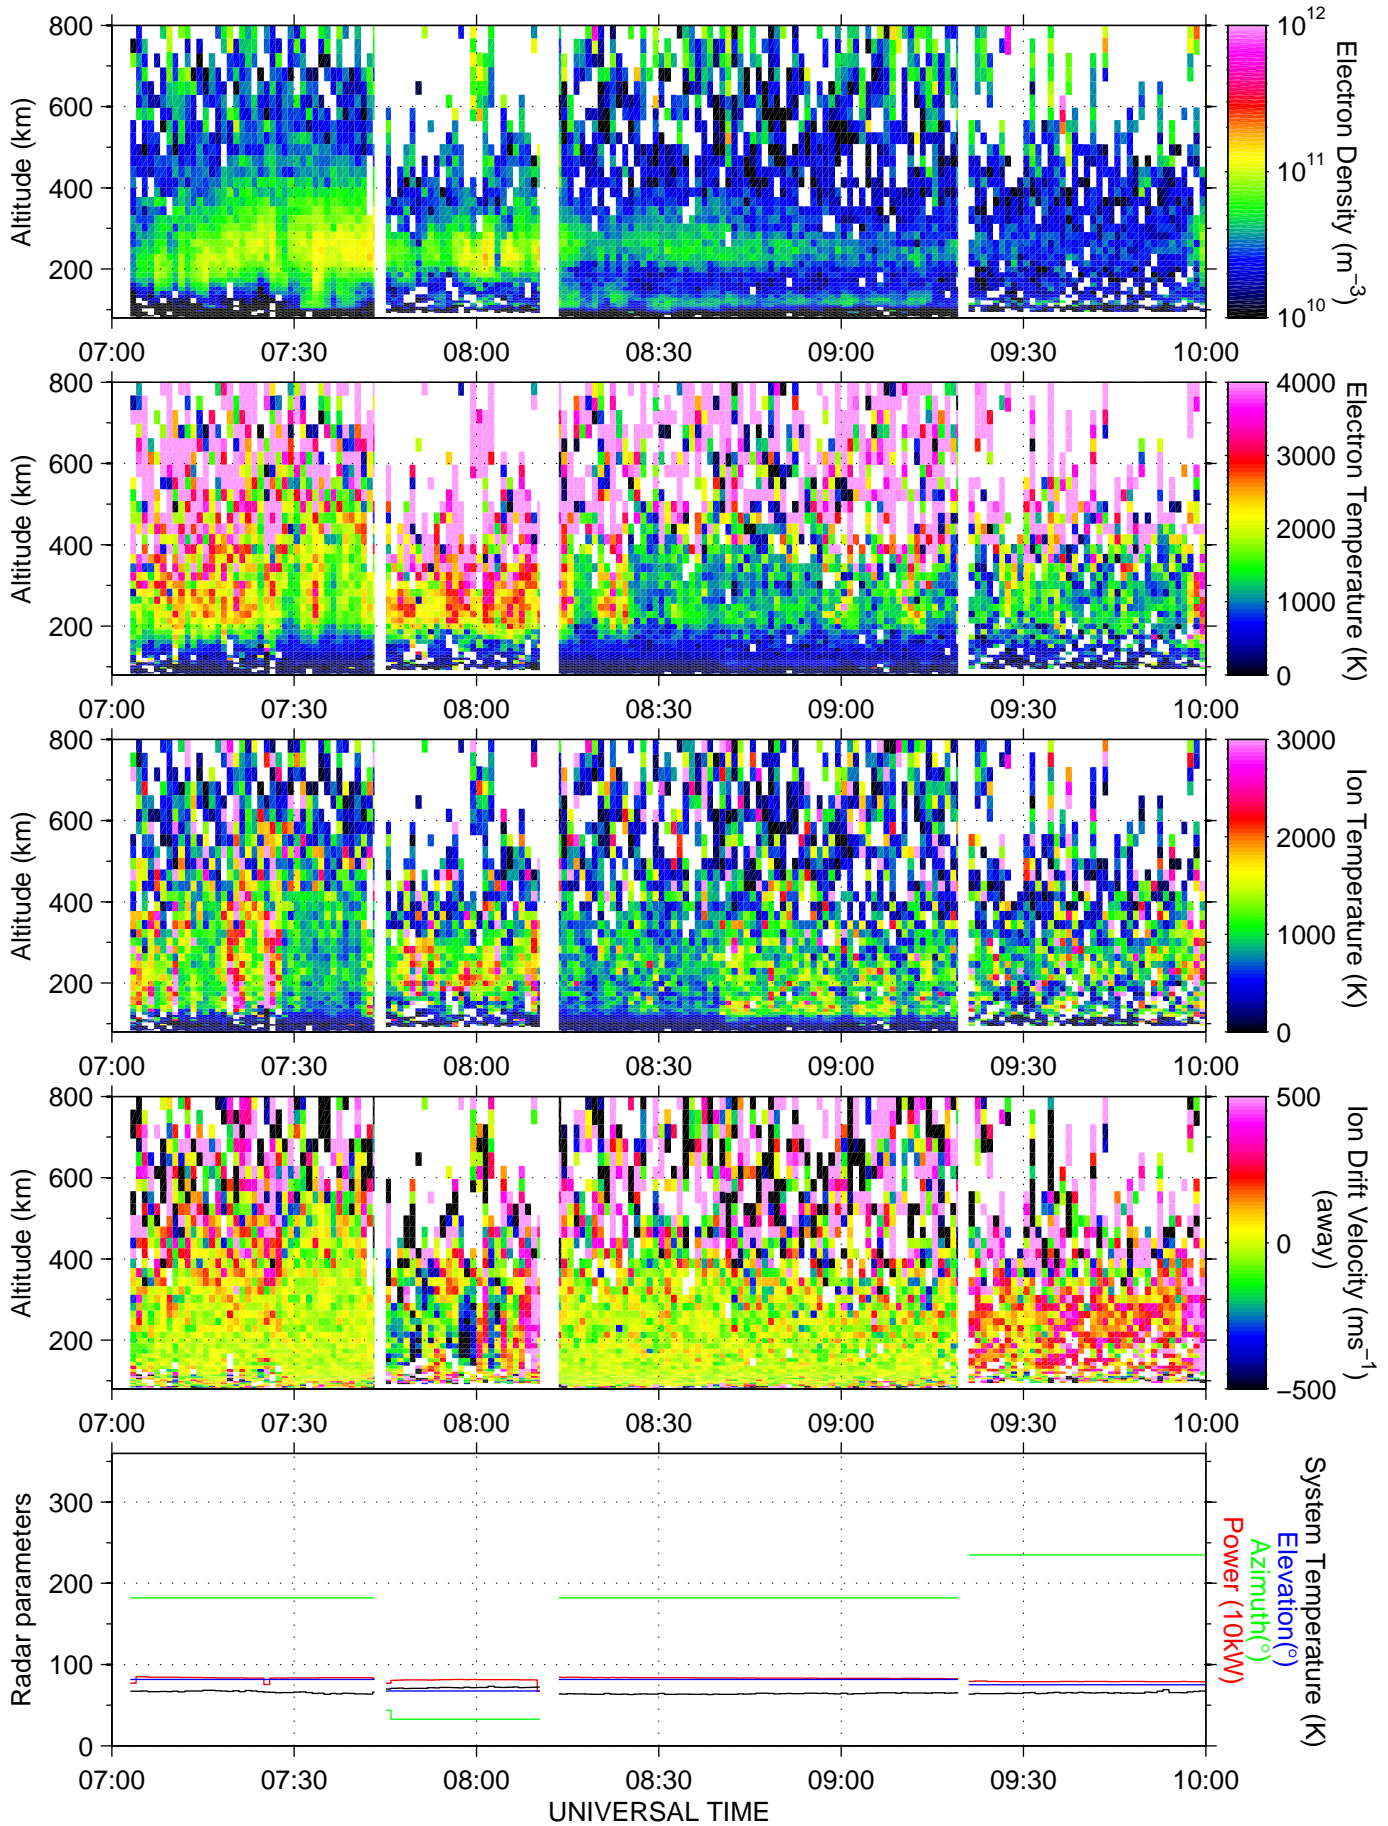 800
600
400
200
Altitude (km)
10^12
10^11
10^10
Electron Density (m^−3)
07:00 07:30 08:00 08:30 09:00 09:30 10:00
800
600
400
200
Altitude (km)
4000
3000
2000
1000
0
Electron Temperature (K)
07:00 07:30 08:00 08:30 09:00 09:30 10:00
800
600
400
200
Altitude (km)
3000
2000
1000
0
Ion Temperature (K)
07:00 07:30 08:00 08:30 09:00 09:30 10:00
800
600
400
200
Altitude (km)
500
0
−500
Ion Drift Velocity (ms^−1)
(away)
07:00 07:30 08:00 08:30 09:00 09:30 10:00
300
200
100
0
Radar parameters
System Temperature (K)
Elevation(°)
Azimuth(°)
Power (10kW)
07:00 07:30 08:00 08:30 09:00 09:30 10:00
UNIVERSAL TIME